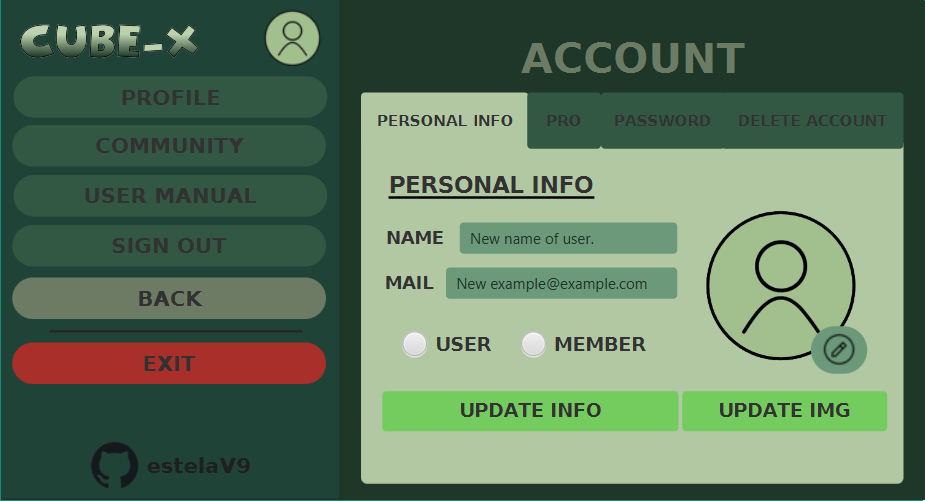 CUBE-X
PROFILE
COMMUNITY
USER MANUAL
SIGN OUT
BACK
EXIT
estelaV9
ACCOUNT
PERSONAL INFO PRO PASSWORD DELETE ACCOUNT
PERSONAL INFO
NAME New name of user.
MAIL New example@example.com
USER MEMBER
UPDATE INFO UPDATE IMG